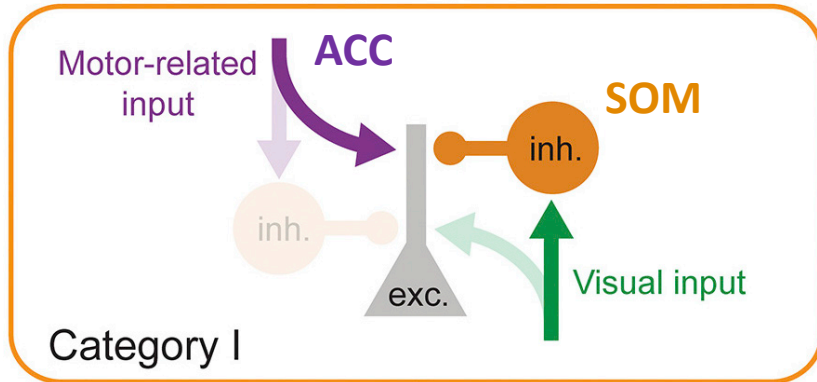 Motor-related
input
ACC
SOM
inh.
inh.
exc.
Visual input
Category I